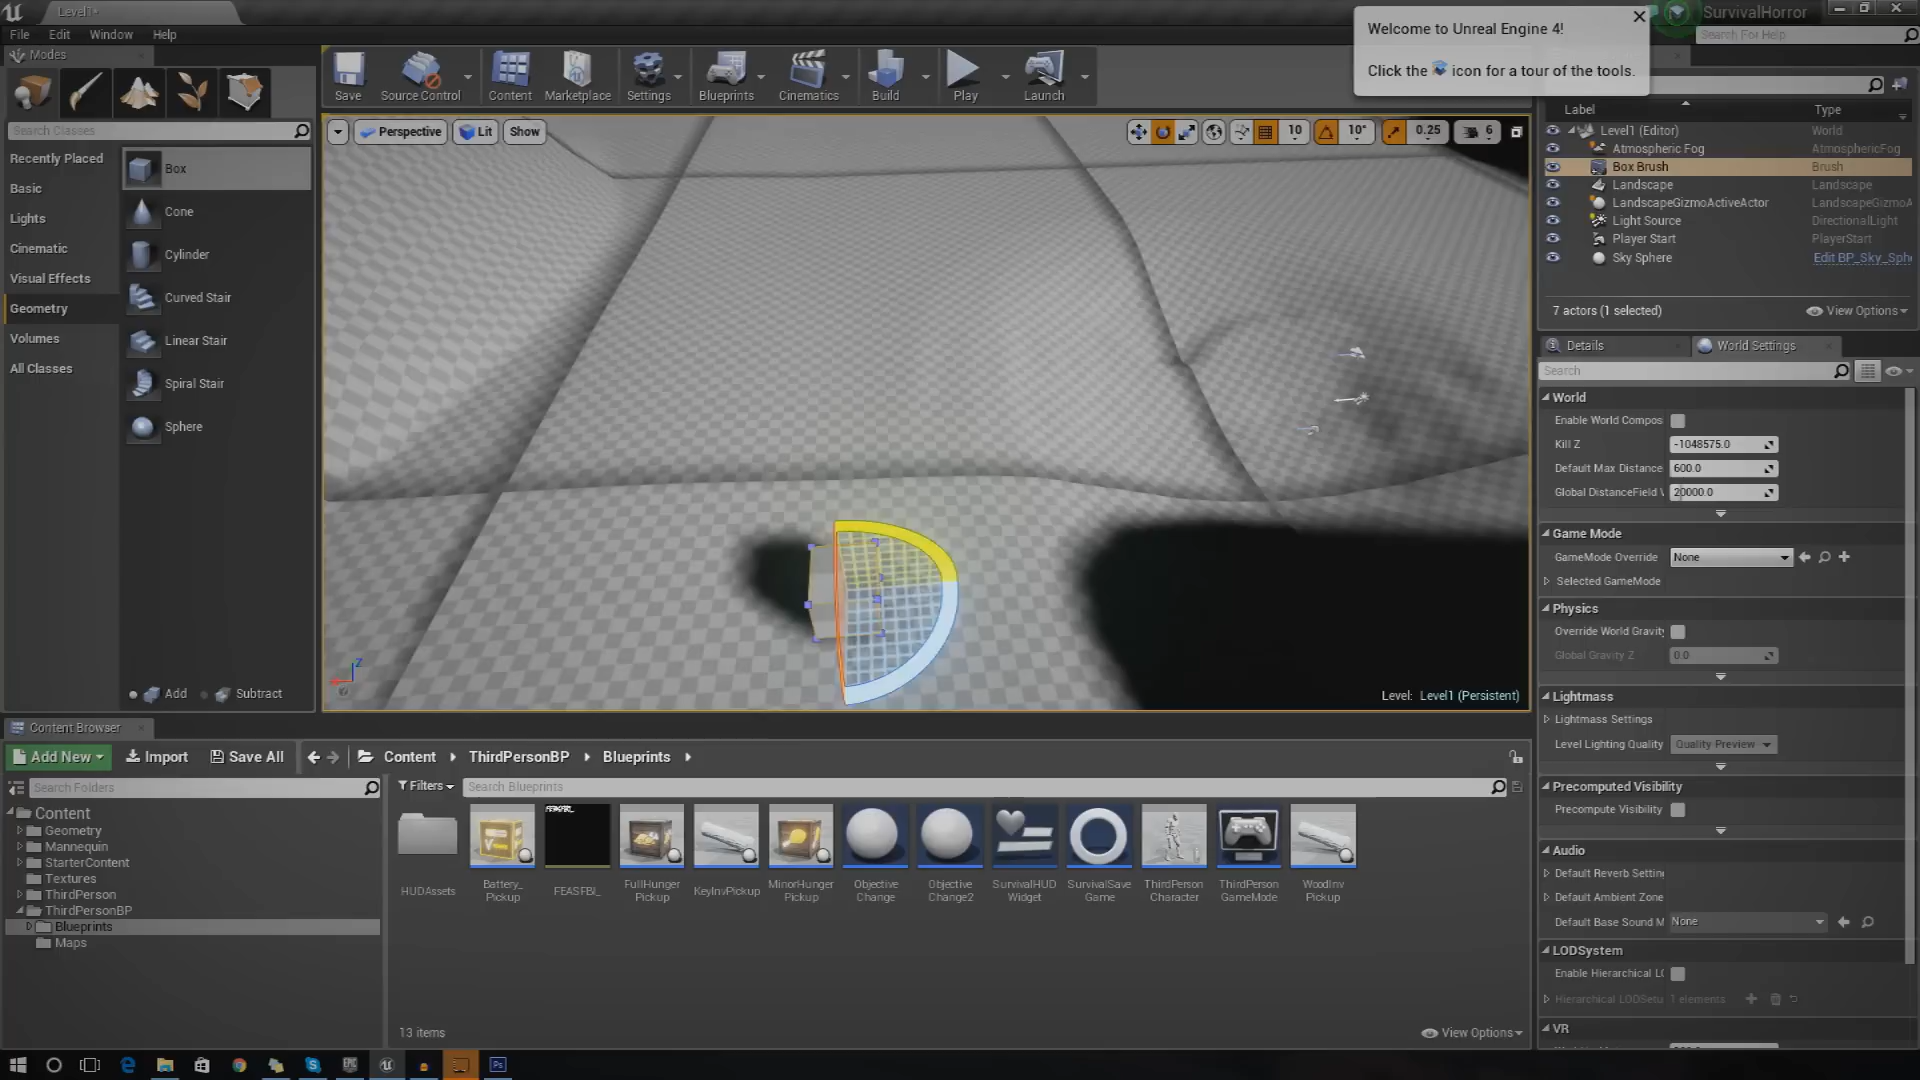 Level1*
SurvivalHorror
File Edit Window Help
Search For Help
Welcome to Unreal Engine 4!
Click the icon for a tour of the tools.
Modes
Save Source Control Content Marketplace Settings Blueprints Cinematics Build Play Launch
Search Classes
Recently Placed
Basic
Lights
Cinematic
Visual Effects
Geometry
Volumes
All Classes
Box
Cone
Cylinder
Curved Stair
Linear Stair
Spiral Stair
Sphere
Add Subtract
Perspective Lit Show
10 10° 0.25 6
Level: Level1 (Persistent)
Label Type
Level1 (Editor) World
Atmospheric Fog AtmosphericFog
Box Brush Brush
Landscape Landscape
LandscapeGizmoActiveActor LandscapeGizmoA
Light Source DirectionalLight
Player Start PlayerStart
Sky Sphere Edit BP_Sky_Sph
7 actors (1 selected) View Options
Details World Settings
Search
World
Enable World Compos
Kill Z -1048575.0
Default Max Distance 600.0
Global DistanceField V 20000.0
Game Mode
GameMode Override None
Selected GameMode
Physics
Override World Gravity
Global Gravity Z 0.0
Lightmass
Lightmass Settings
Level Lighting Quality Quality Preview
Precomputed Visibility
Precompute Visibility
Audio
Default Reverb Settin
Default Ambient Zone
Default Base Sound M None
LODSystem
Enable Hierarchical LO
Hierarchical LODSetu 1 elements
VR
Content Browser
Add New Import Save All Content ThirdPersonBP Blueprints
Search Folders
Filters Search Blueprints
Content
Geometry
Mannequin
StarterContent
Textures
ThirdPerson
ThirdPersonBP
Blueprints
Maps
HUDAssets
Battery_
Pickup
FullHunger
Pickup
KeyInvPickup
MinorHunger
Pickup
Objective
Change
Objective
Change2
SurvivalHUD
Widget
SurvivalSave
Game
ThirdPerson
Character
ThirdPerson
GameMode
WoodInv
Pickup
13 items View Options